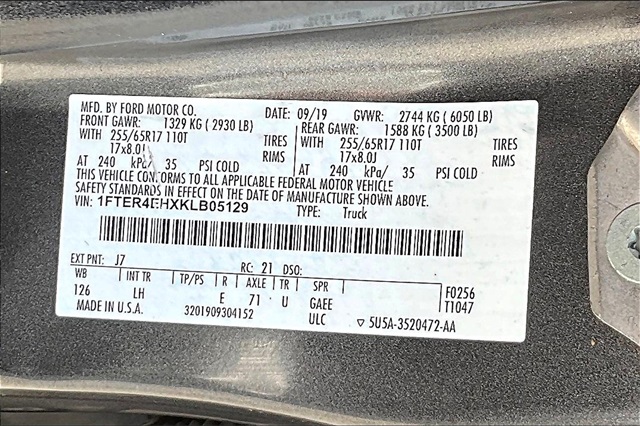 MFD. BY FORD MOTOR CO. DATE: 09/19 GVWR: 2744 KG ( 6050 LB)
FRONT GAWR: 1329 KG ( 2930 LB) REAR GAWR: 1588 KG ( 3500 LB)
WITH 255/65R17 110T TIRES WITH 255/65R17 110T TIRES
17x8.0J RIMS 17x8.0J RIMS
AT 240 kPa/ 35 PSI COLD AT 240 kPa/ 35 PSI COLD
THIS VEHICLE CONFORMS TO ALL APPLICABLE FEDERAL MOTOR VEHICLE
SAFETY STANDARDS IN EFFECT ON THE DATE OF MANUFACTURE SHOWN ABOVE.
VIN: 1FTER4EHXKLB05129 TYPE: Truck
EXT PNT: J7 RC: 21 DSO:
WB INT TR TP/PS R AXLE TR SPR F0256
126 LH E 71 U GAEE T1047
MADE IN U.S.A. 3201909304152 ULC ▽ 5U5A-3520472-AA